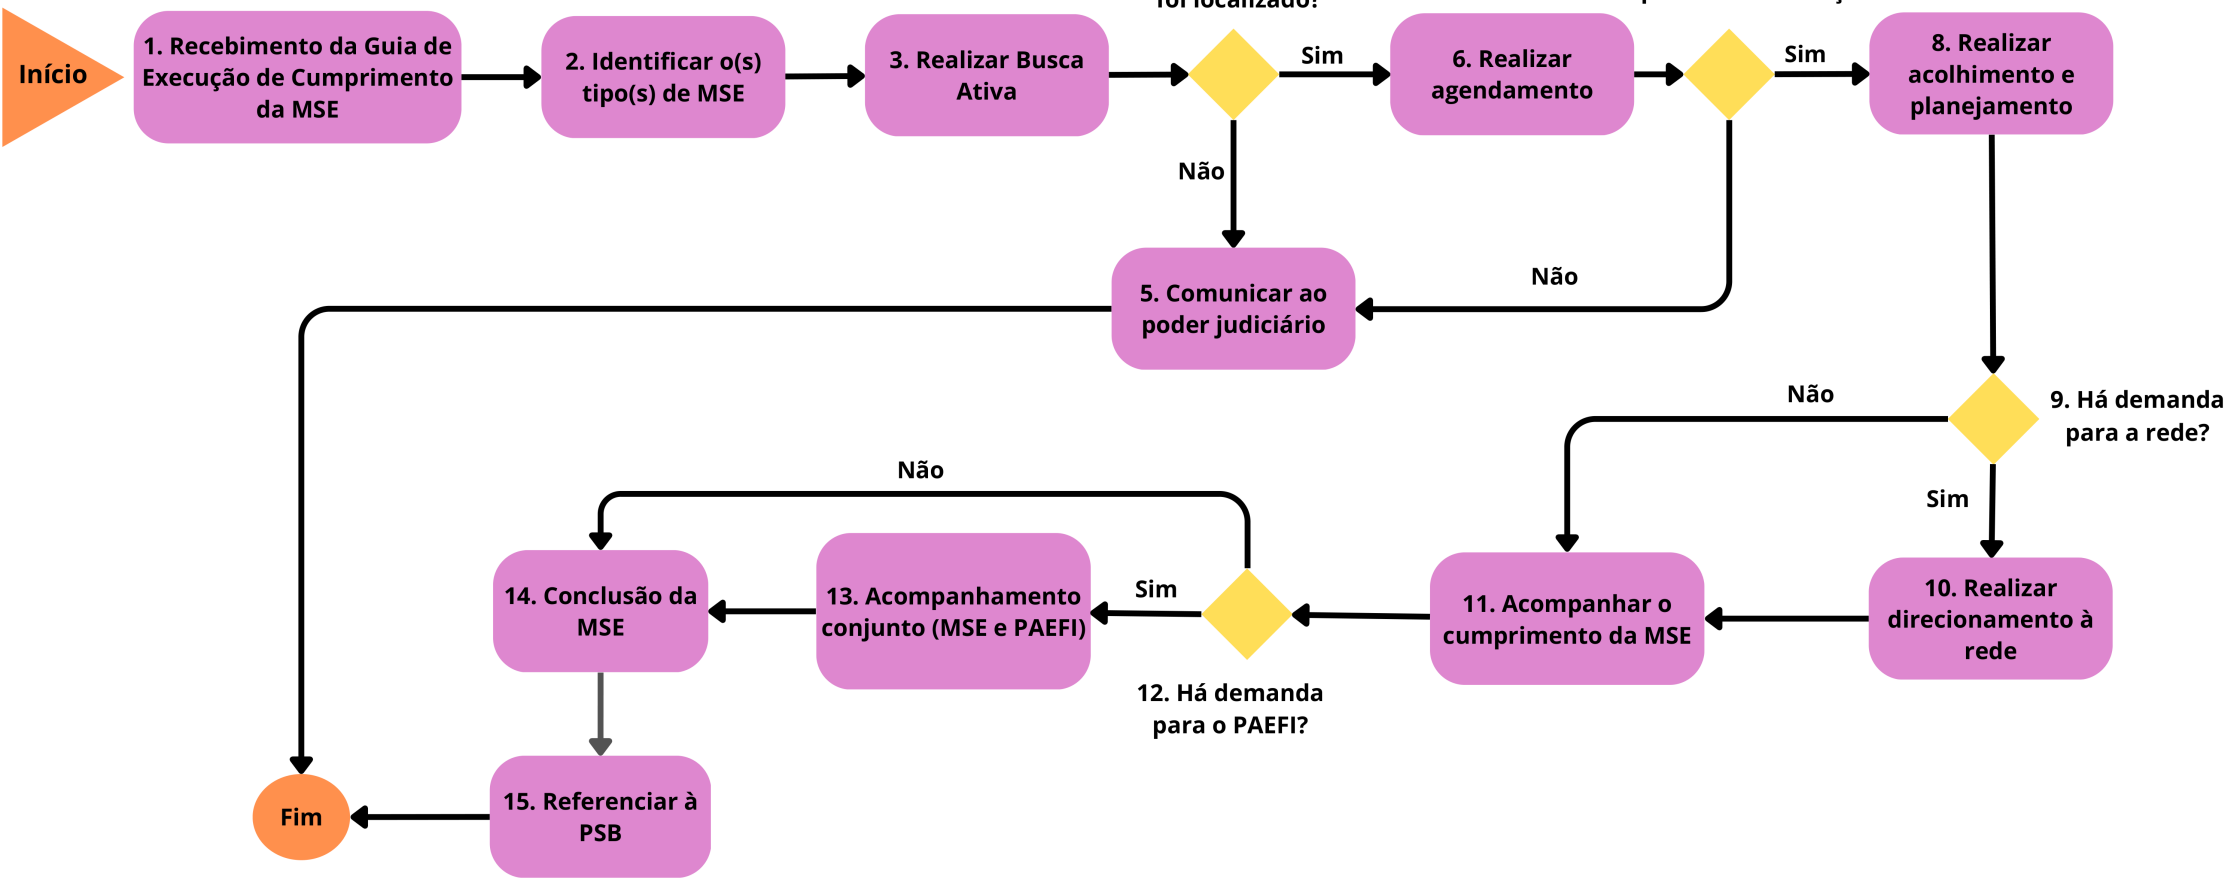 foi localizado?
Início
1. Recebimento da Guia de
Execução de Cumprimento
da MSE
2. Identificar o(s)
tipo(s) de MSE
3. Realizar Busca
Ativa
Sim
6. Realizar
agendamento
Sim
8. Realizar
acolhimento e
planejamento
Não
5. Comunicar ao
poder judiciário
Não
9. Há demanda
para a rede?
Não
Sim
10. Realizar
direcionamento à
rede
11. Acompanhar o
cumprimento da MSE
12. Há demanda
para o PAEFI?
Sim
Não
13. Acompanhamento
conjunto (MSE e PAEFI)
14. Conclusão da
MSE
15. Referenciar à
PSB
Fim